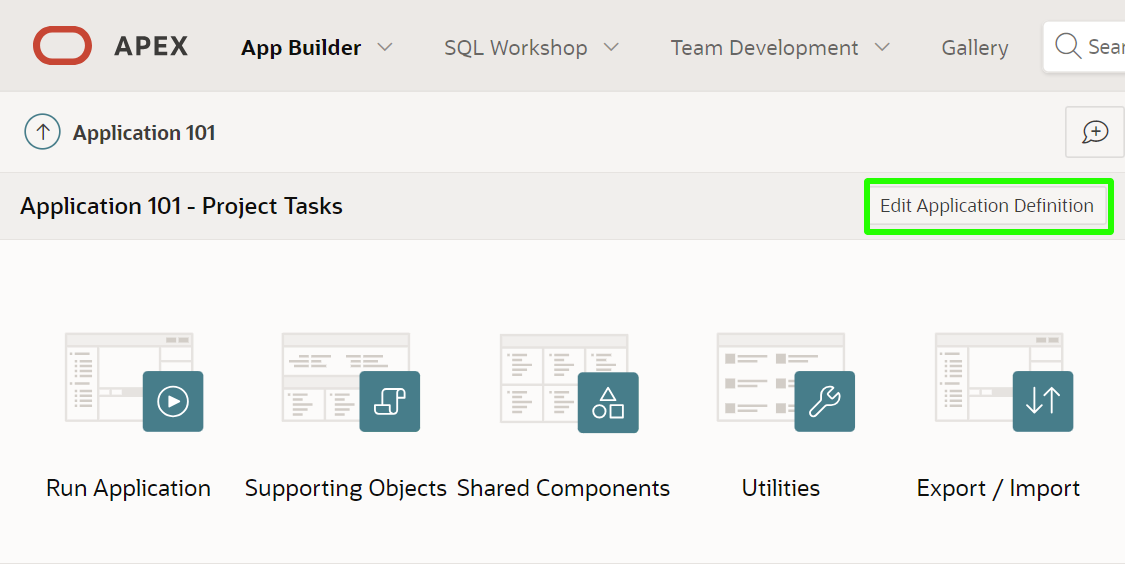 APEX App Builder SQL Workshop Team Development Gallery Sear
Application 101
Application 101 - Project Tasks Edit Application Definition
Run Application Supporting Objects Shared Components Utilities Export / Import